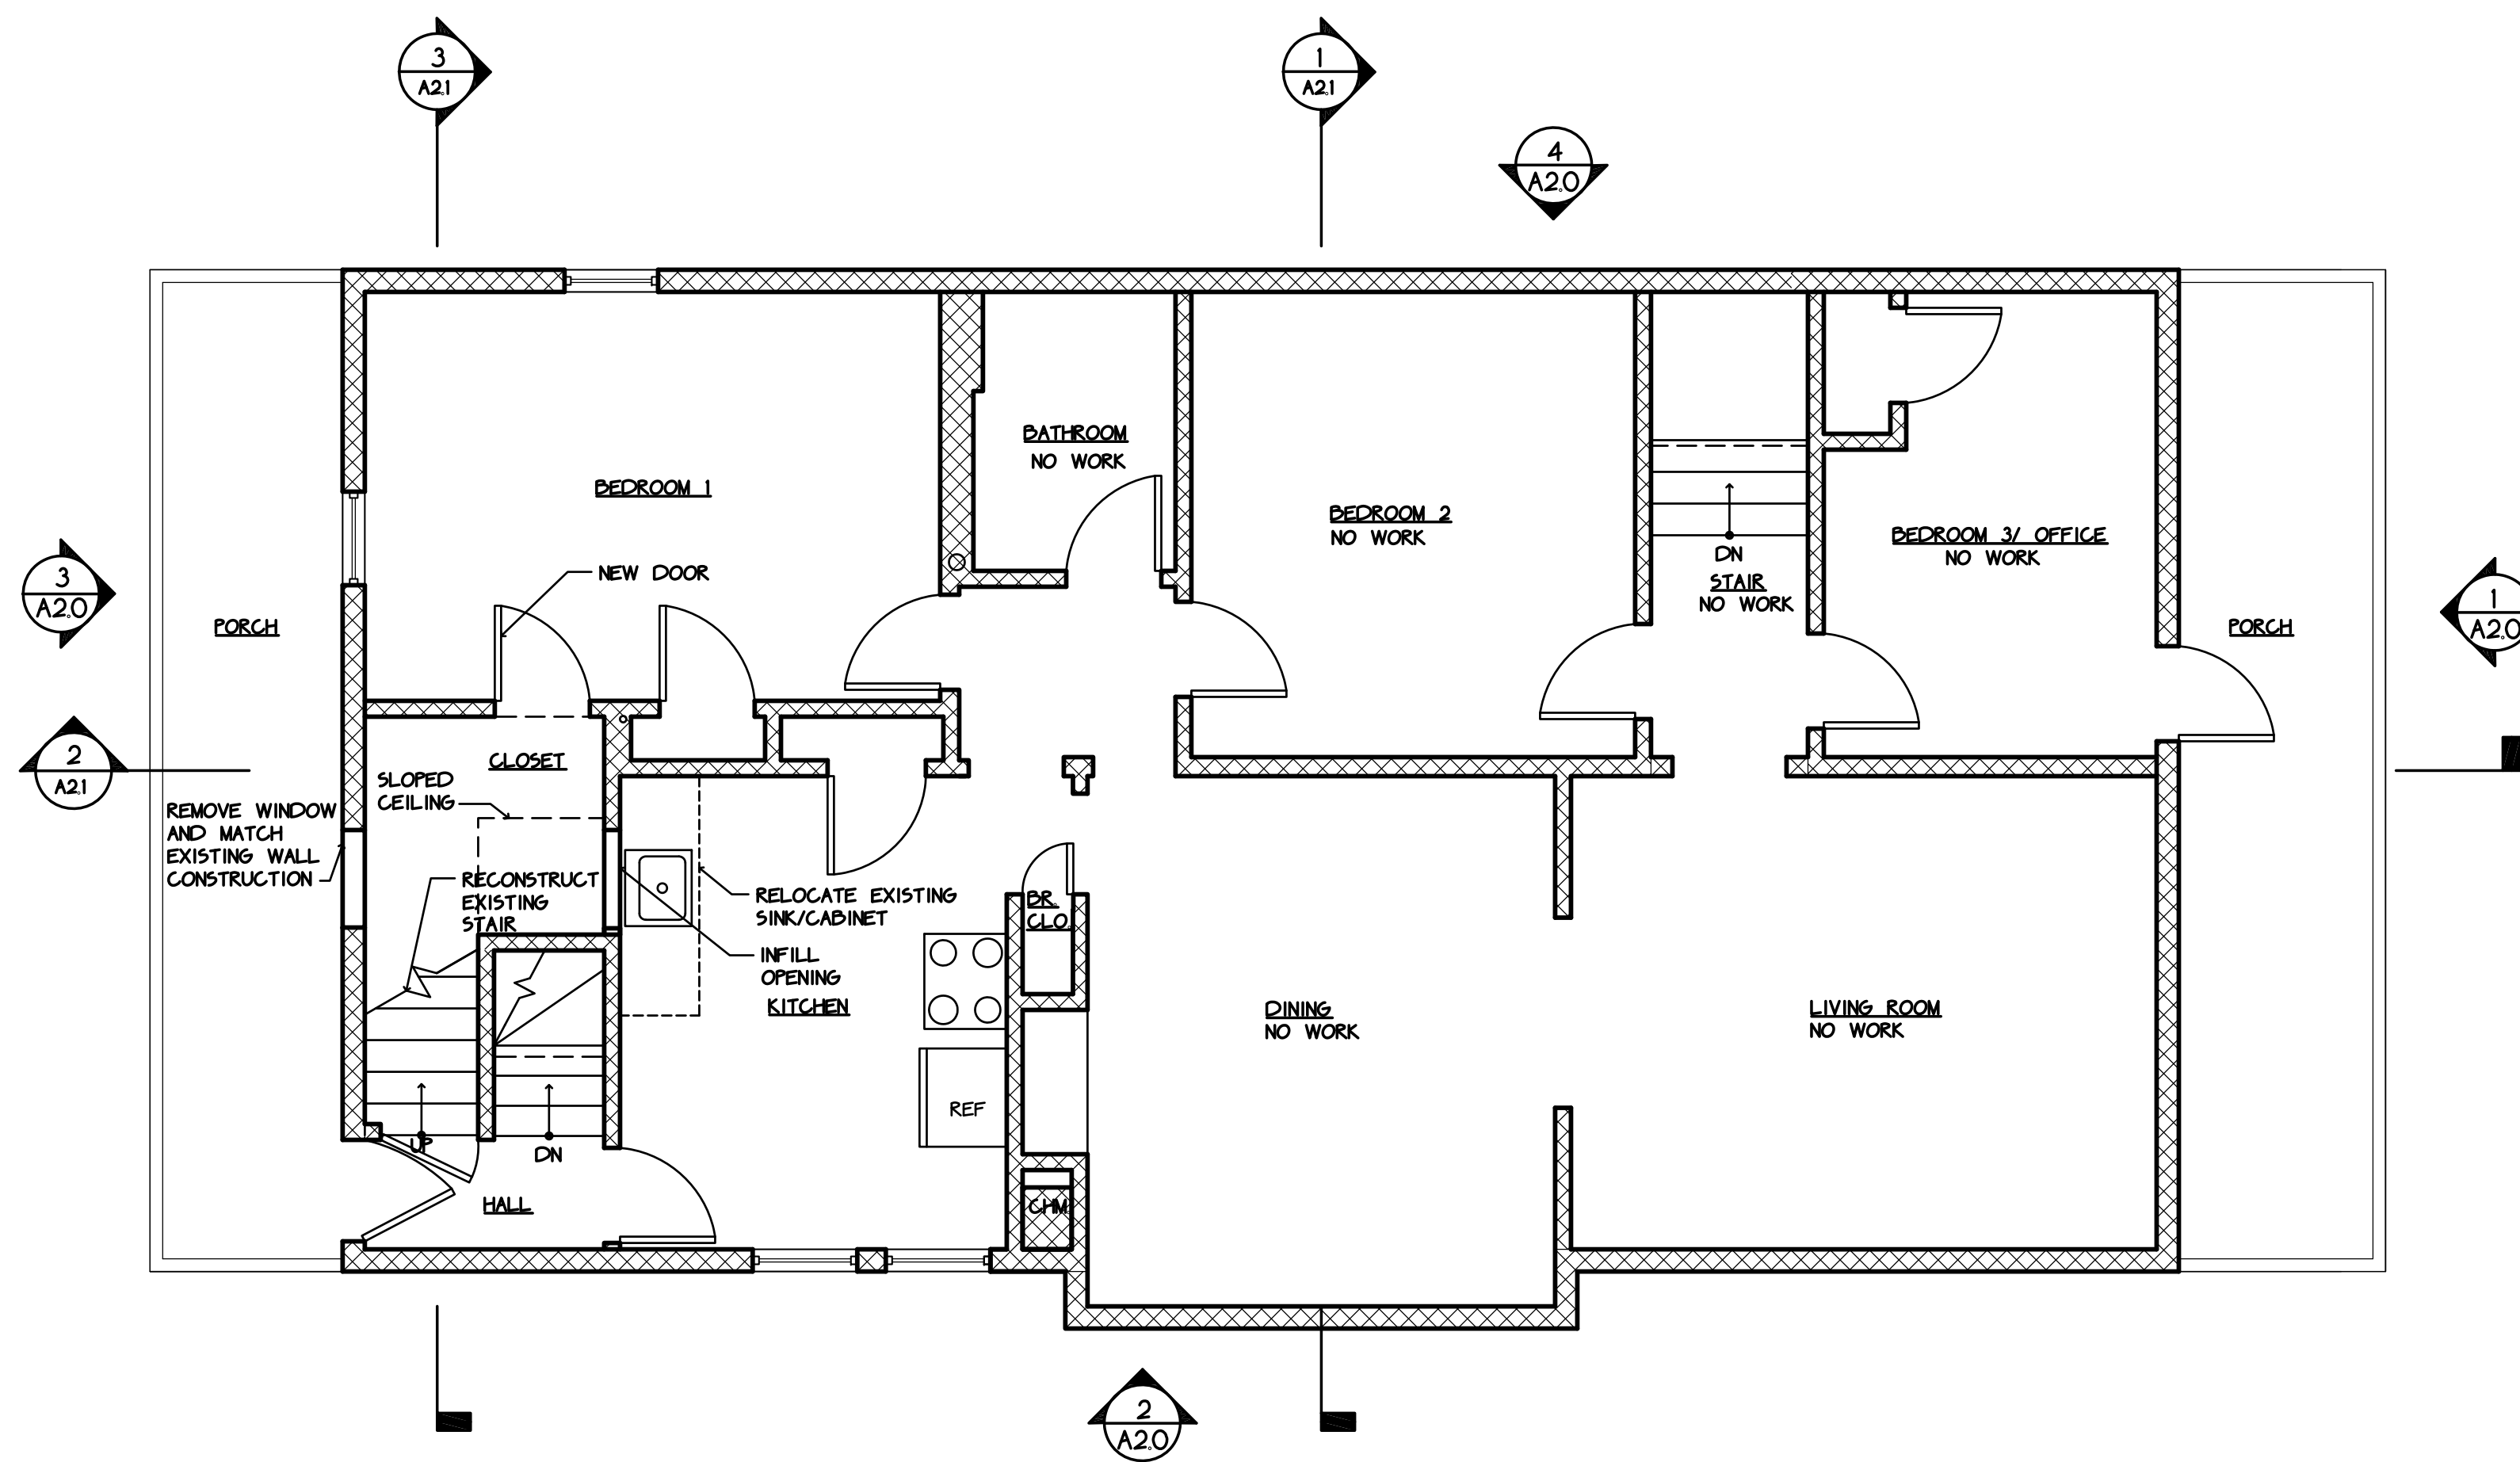 3
A2.1
1
A2.1
4
A2.0
BATHROOM
NO WORK
BEDROOM 1
BEDROOM 2
NO WORK
BEDROOM 3/ OFFICE
NO WORK
NEW DOOR
DN
STAIR
NO WORK
3
A2.0
1
A2.0
PORCH
PORCH
2
A2.1
CLOSET
SLOPED
CEILING
REMOVE WINDOW
AND MATCH
EXISTING WALL
CONSTRUCTION
RECONSTRUCT
EXISTING
STAIR
RELOCATE EXISTING
SINK/CABINET
BR.
CLO.
INFILL
OPENING
KITCHEN
DINING
NO WORK
LIVING ROOM
NO WORK
REF
UP
DN
HALL
CHM
2
A2.0